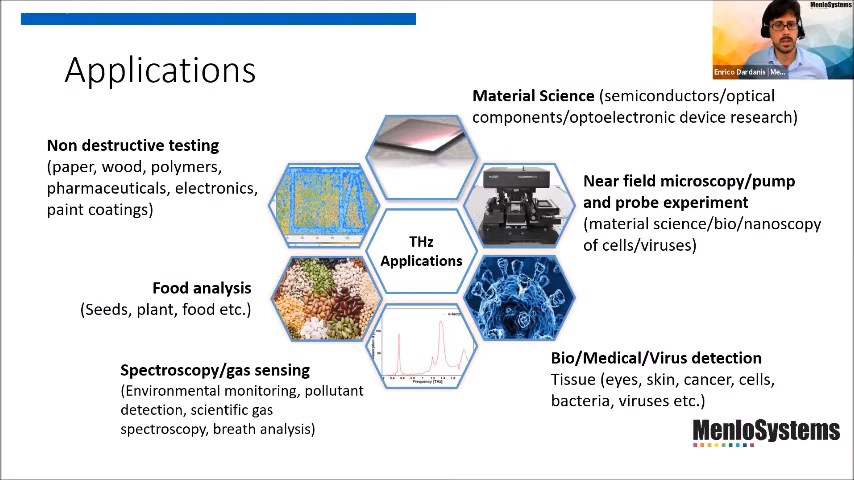 MenloSystems
Enrico Dardanis | Me...
Applications
Material Science (semiconductors/optical
components/optoelectronic device research)
Non destructive testing
(paper, wood, polymers,
pharmaceuticals, electronics,
paint coatings)
Near field microscopy/pump
and probe experiment
(material science/bio/nanoscopy
of cells/viruses)
THz
Applications
Food analysis
(Seeds, plant, food etc.)
Spectroscopy/gas sensing
(Environmental monitoring, pollutant
detection, scientific gas
spectroscopy, breath analysis)
Frequency (THz)
Bio/Medical/Virus detection
Tissue (eyes, skin, cancer, cells,
bacteria, viruses etc.)
MenloSystems